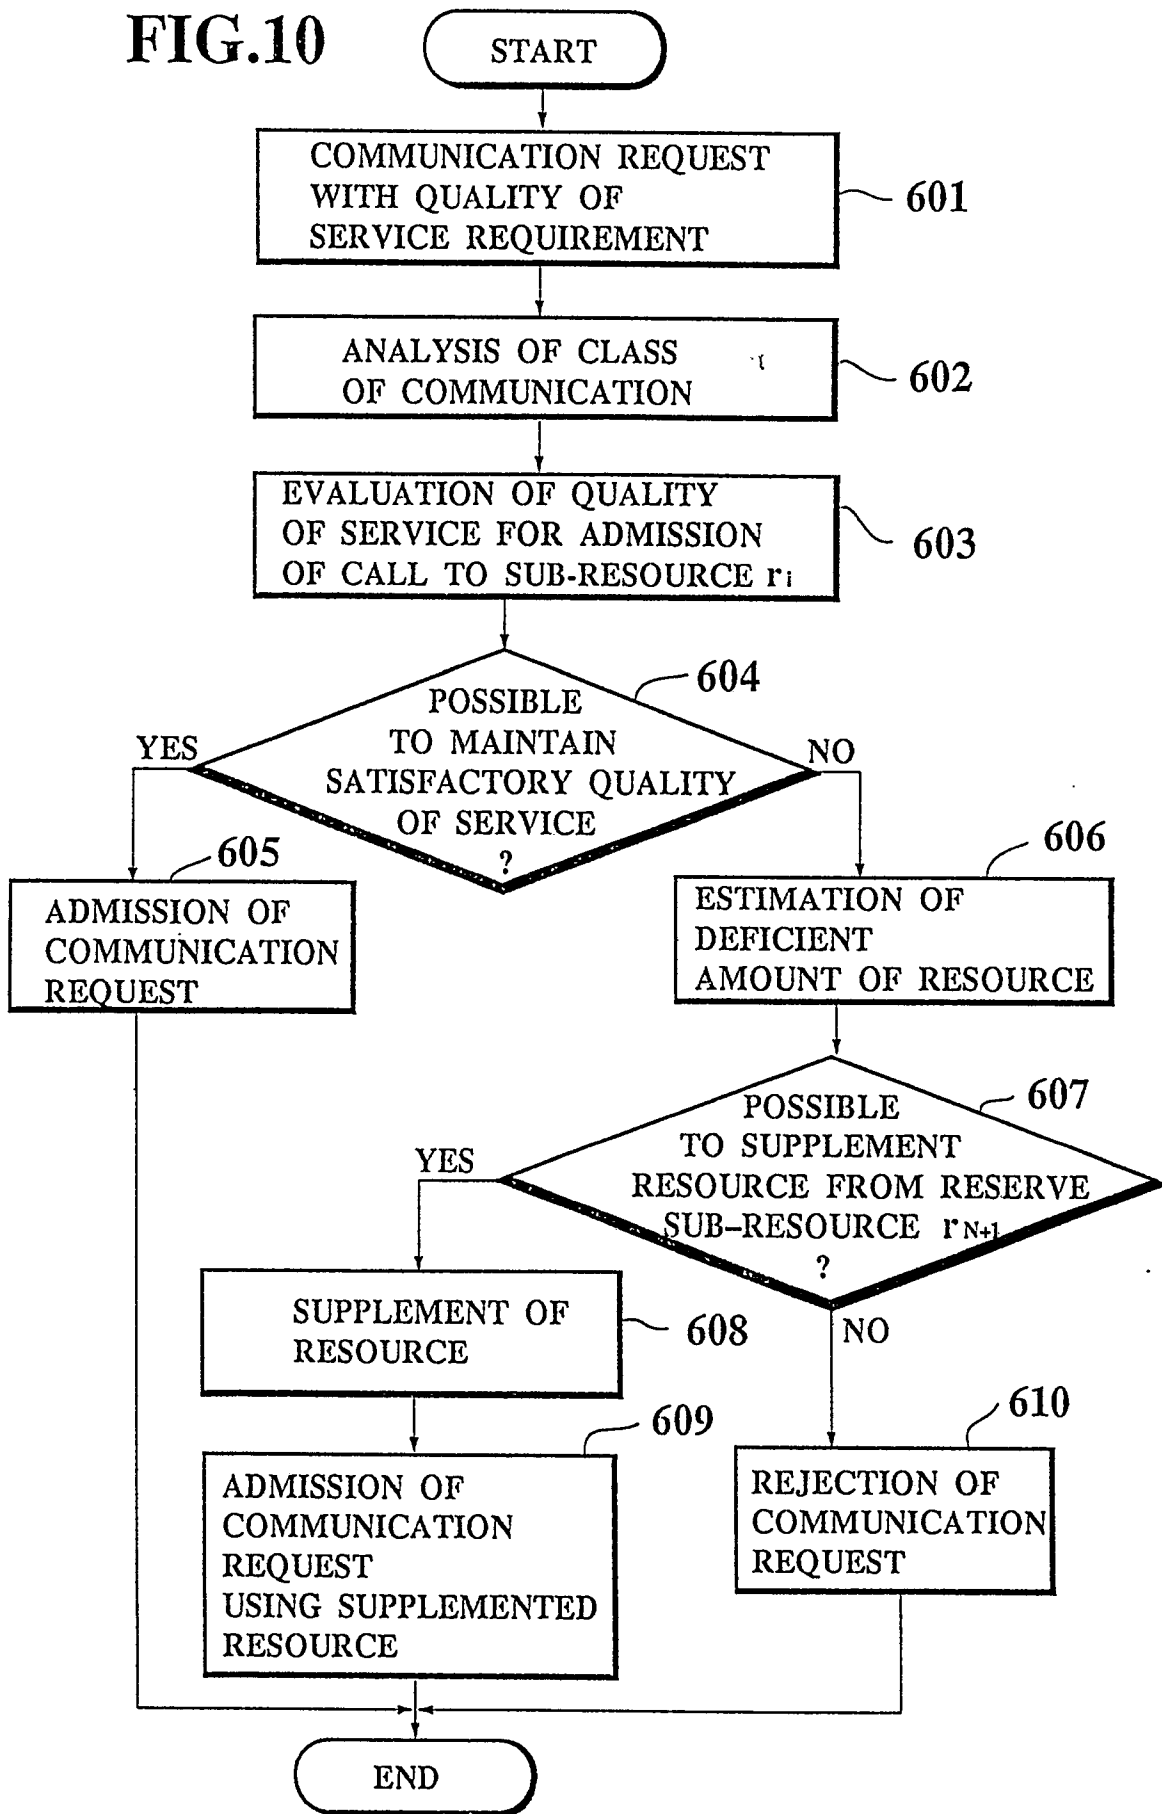 FIG.10
START
COMMUNICATION REQUEST
WITH QUALITY OF
SERVICE REQUIREMENT
601
ANALYSIS OF CLASS
OF COMMUNICATION
602
EVALUATION OF QUALITY
OF SERVICE FOR ADMISSION
OF CALL TO SUB-RESOURCE ri
603
604
POSSIBLE
TO MAINTAIN
SATISFACTORY QUALITY
OF SERVICE
?
YES
NO
605
ADMISSION OF
COMMUNICATION
REQUEST
606
ESTIMATION OF
DEFICIENT
AMOUNT OF RESOURCE
607
POSSIBLE
TO SUPPLEMENT
RESOURCE FROM RESERVE
SUB-RESOURCE rN+1
?
YES
NO
SUPPLEMENT OF
RESOURCE
608
609
ADMISSION OF
COMMUNICATION
REQUEST
USING SUPPLEMENTED
RESOURCE
610
REJECTION OF
COMMUNICATION
REQUEST
END